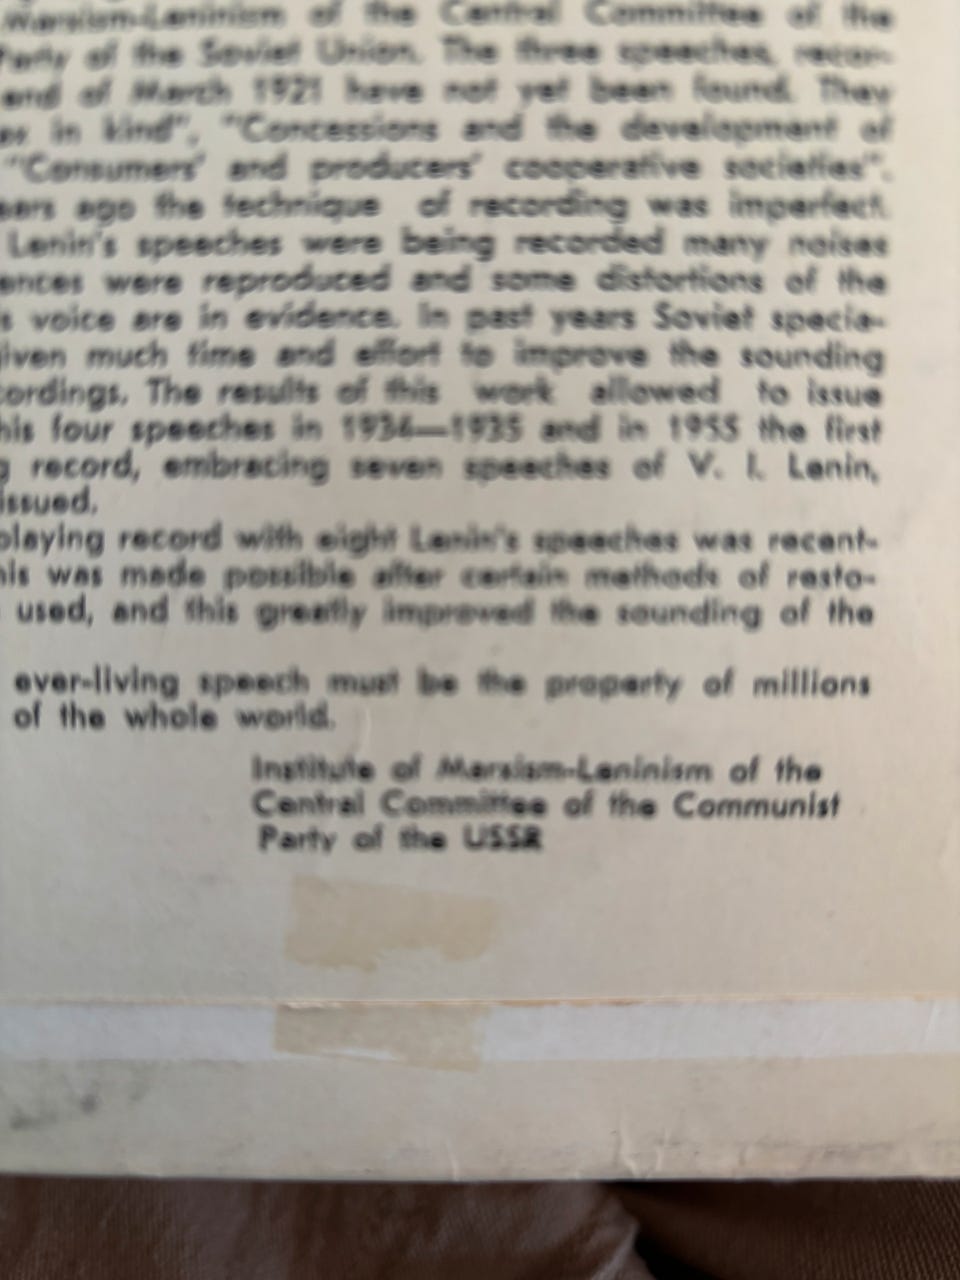 Marsism-Leninism of the Central Committee of the
Party of the Soviet Union. The three speeches, recor-
end of March 1921 have not yet been found. They
in kind", "Concessions and the development of
"Consumers' and producers' cooperative societies".
ears ago the technique of recording was imperfect.
Lenin's speeches were being recorded many noises
ences were reproduced and some distortions of the
s voice are in evidence. In past years Soviet specia-
iven much time and effort to improve the sounding
cordings. The results of this work allowed to issue
his four speeches in 1934—1935 and in 1955 the first
g record, embracing seven speeches of V. I. Lenin,
issued.
playing record with eight Lenin's speeches was recent-
his was made possible after certain methods of resto-
used, and this greatly improved the sounding of the
ever-living speech must be the property of millions
of the whole world.
Institute of Marsism-Leninism of the
Central Committee of the Communist
Party of the USSR